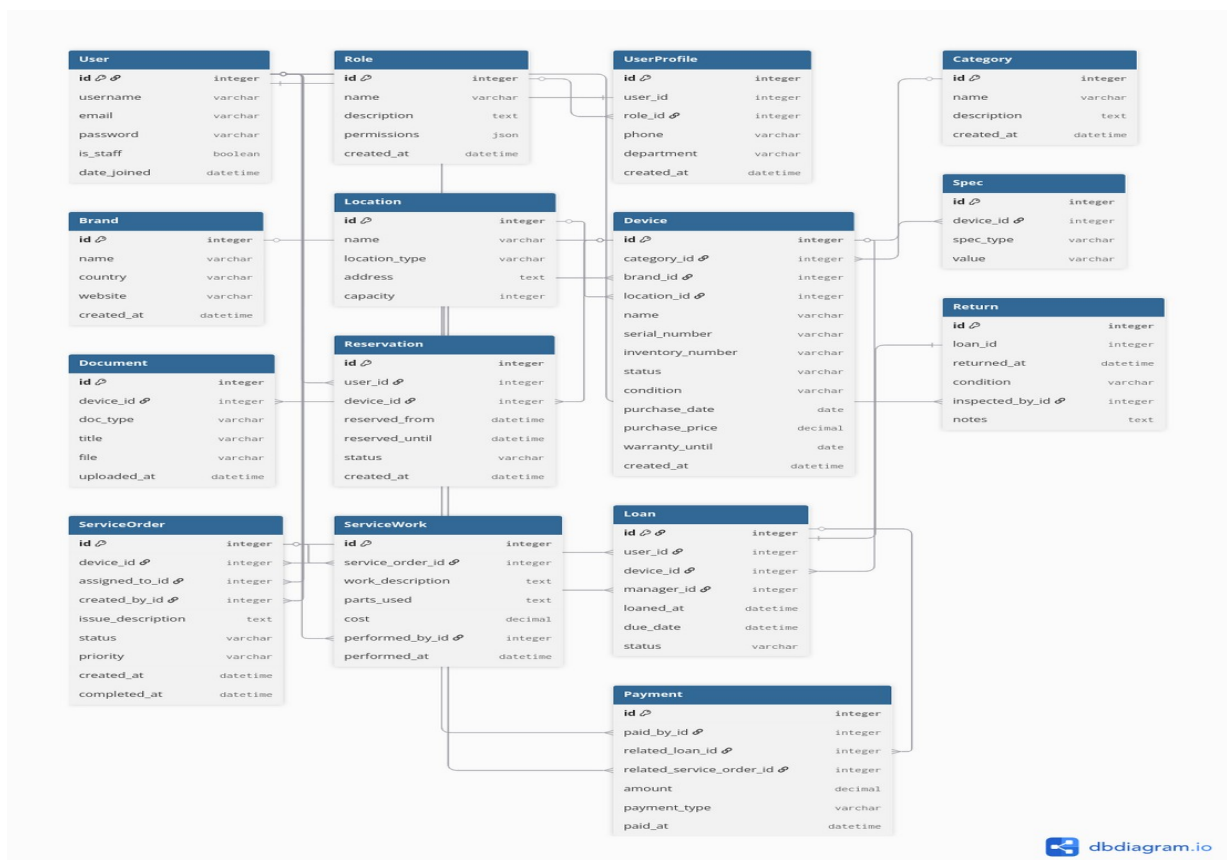 User
id integer
username varchar
email varchar
password varchar
is_staff boolean
date_joined datetime
Role
id integer
name varchar
description text
permissions json
created_at datetime
UserProfile
id integer
user_id integer
role_id integer
phone varchar
department varchar
created_at datetime
Category
id integer
name varchar
description text
created_at datetime
Spec
id integer
device_id integer
spec_type varchar
value varchar
Brand
id integer
name varchar
country varchar
website varchar
created_at datetime
Location
id integer
name varchar
location_type varchar
address text
capacity integer
Device
id integer
category_id integer
brand_id integer
location_id integer
name varchar
serial_number varchar
inventory_number varchar
status varchar
condition varchar
purchase_date date
purchase_price decimal
warranty_until date
created_at datetime
Return
id integer
loan_id integer
returned_at datetime
condition varchar
inspected_by_id integer
notes text
Document
id integer
device_id integer
doc_type varchar
title varchar
file varchar
uploaded_at datetime
Reservation
id integer
user_id integer
device_id integer
reserved_from datetime
reserved_until datetime
status varchar
created_at datetime
ServiceOrder
id integer
device_id integer
assigned_to_id integer
created_by_id integer
issue_description text
status varchar
priority varchar
created_at datetime
completed_at datetime
ServiceWork
id integer
service_order_id integer
work_description text
parts_used text
cost decimal
performed_by_id integer
performed_at datetime
Loan
id integer
user_id integer
device_id integer
manager_id integer
loaned_at datetime
due_date datetime
status varchar
Payment
id integer
paid_by_id integer
related_loan_id integer
related_service_order_id integer
amount decimal
payment_type varchar
paid_at datetime
dbdiagram.io